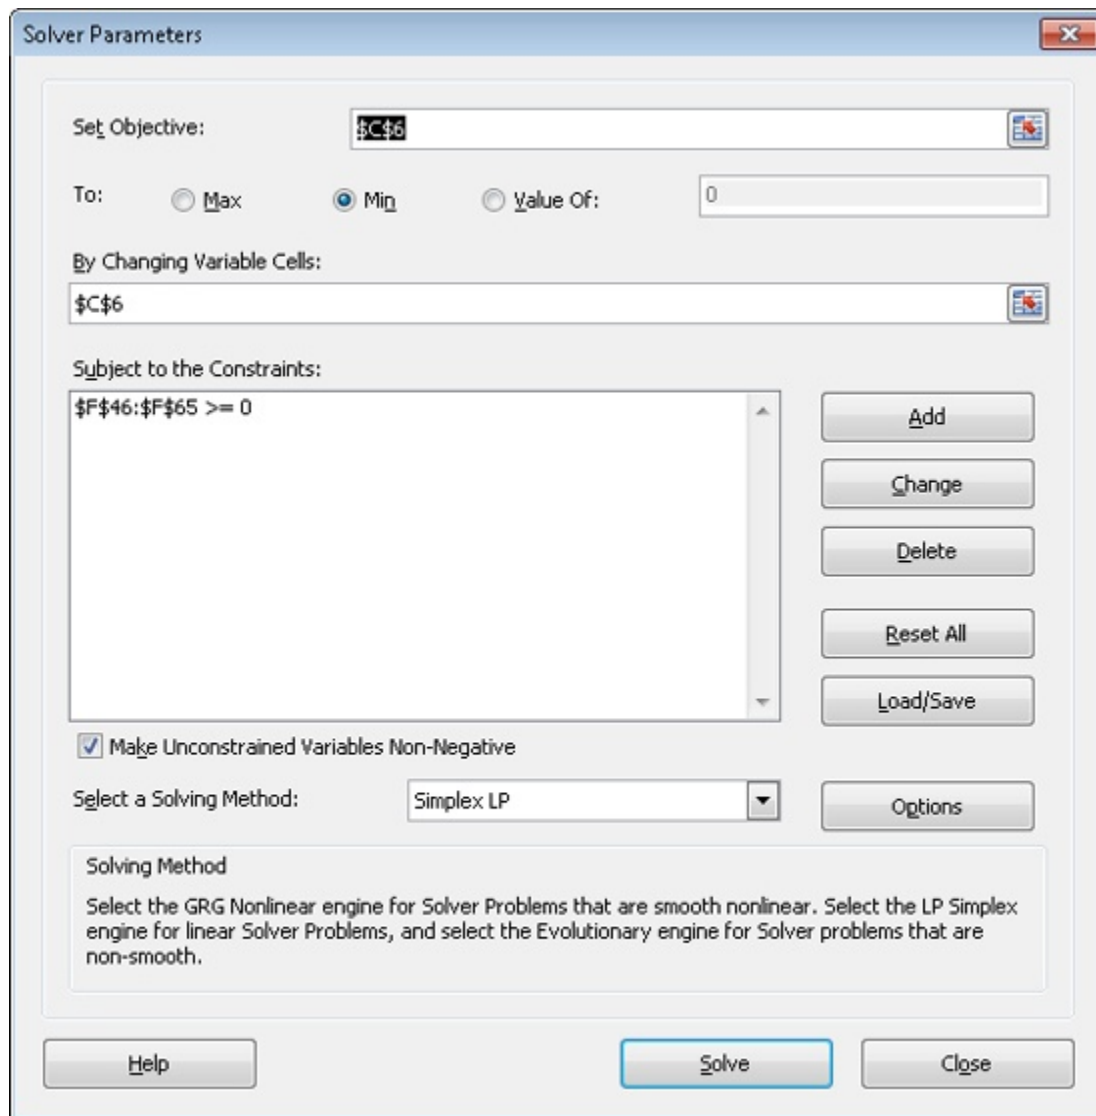 Solver Parameters
Set Objective:
$C$6
To:
Max
Min
Value Of:
0
By Changing Variable Cells:
$C$6
Subject to the Constraints:
$F$46:$F$65 >= 0
Add
Change
Delete
Reset All
Load/Save
Make Unconstrained Variables Non-Negative
Select a Solving Method:
Simplex LP
Options
Solving Method
Select the GRG Nonlinear engine for Solver Problems that are smooth nonlinear. Select the LP Simplex
engine for linear Solver Problems, and select the Evolutionary engine for Solver problems that are
non-smooth.
Help
Solve
Close